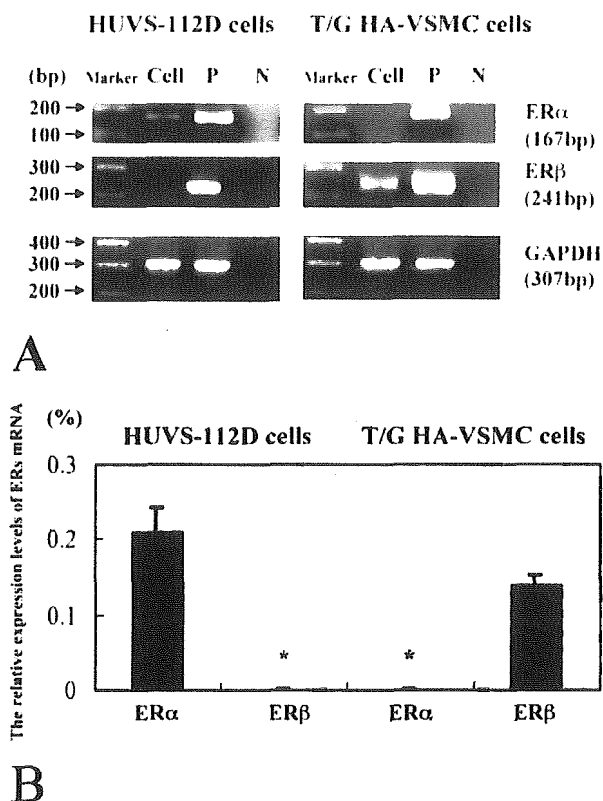 HUVS-112D cells T/G HA-VSMC cells
(bp) Marker Cell P N Marker Cell P N
200 → ERα
100 → (167bp)
300 → ERβ
200 → (241bp)
400 →
300 → GAPDH
200 → (307bp)
A
(%)
HUVS-112D cells T/G HA-VSMC cells
The relative expression levels of ERs mRNA
0.3
0.2
0.1
0
* *
ERα ERβ ERα ERβ
B